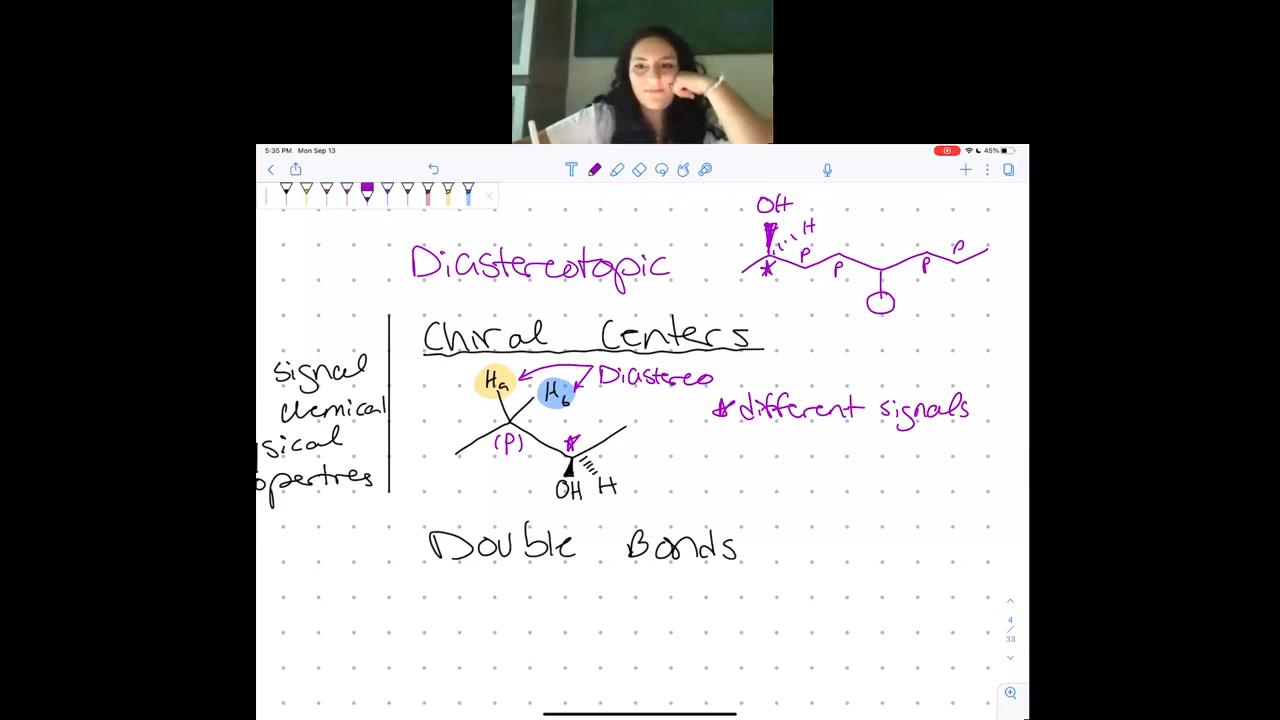 5:35 PM Mon Sep 13
45%
T
OH
H
P
P
P
P
Diastereotopic
Chiral Centers
signal
chemical
sical
opertres
Ha
Hb
Diastereo
*different signals
(P)
*
OH
H
Double Bonds
4
/
33